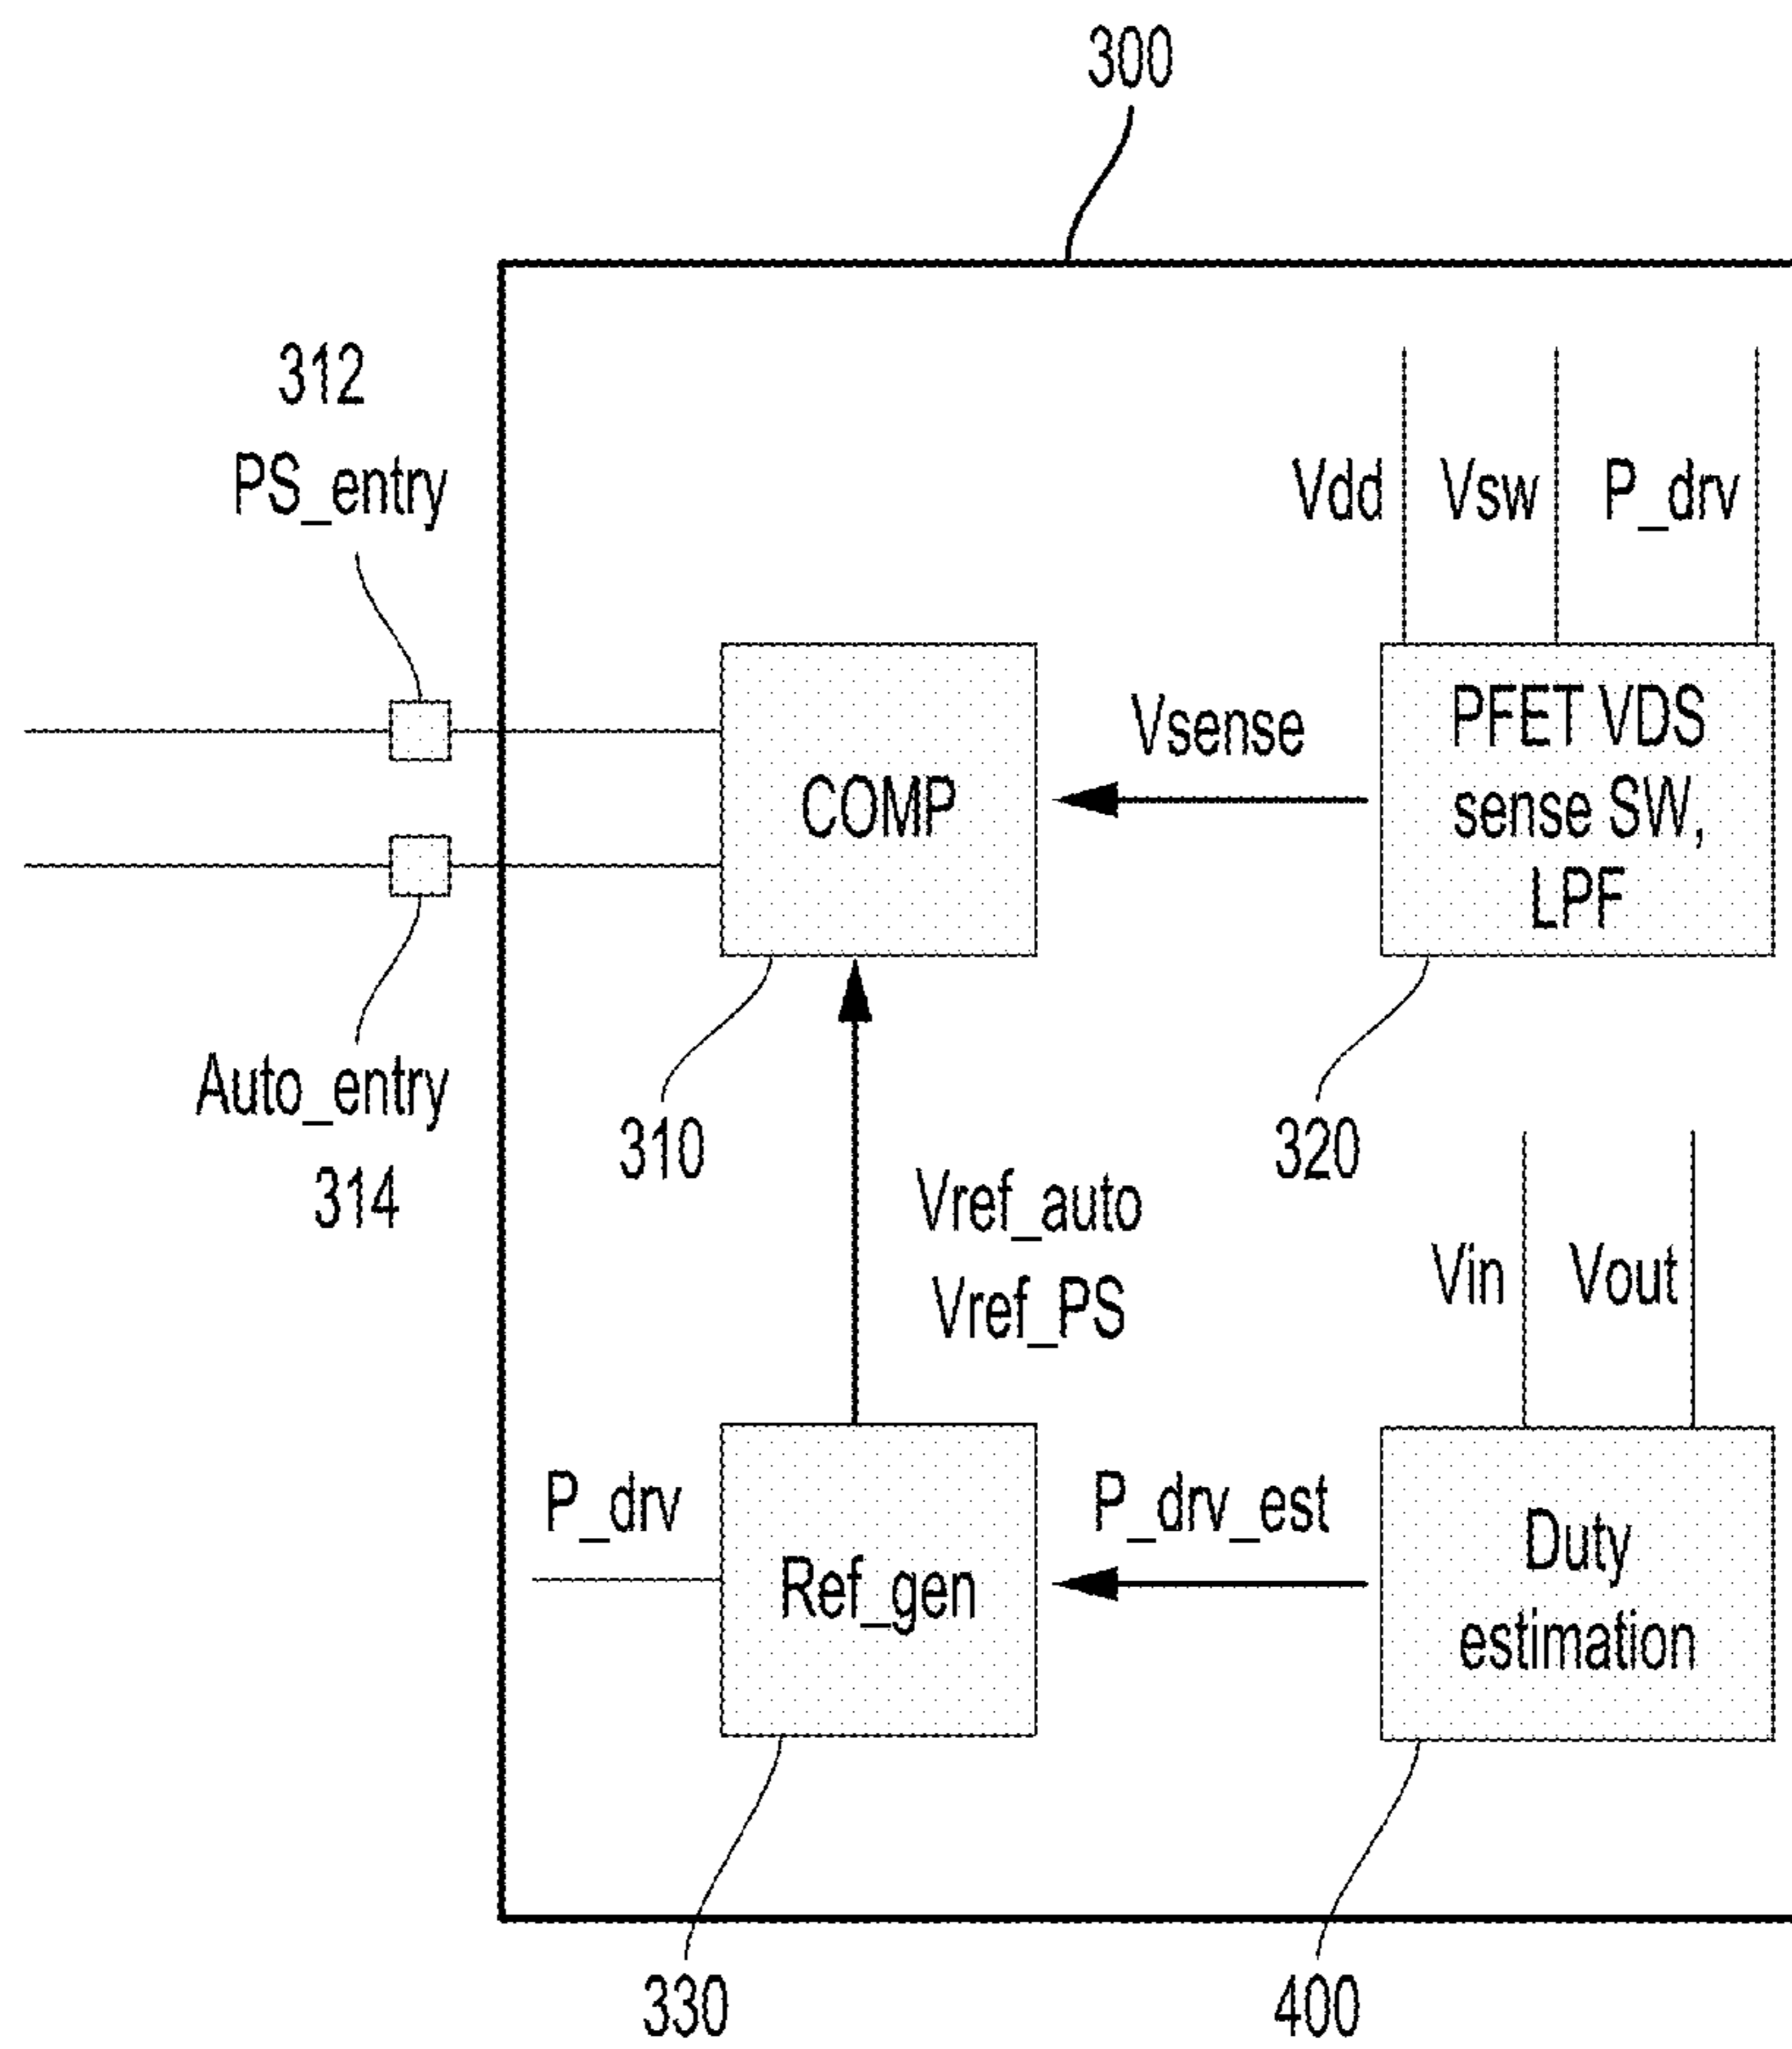 300
312
PS_entry
Vdd
Vsw
P_drv
COMP
Vsense
PFET VDS
sense SW,
LPF
Auto_entry
314
310
320
Vref_auto
Vref_PS
Vin
Vout
P_drv
Ref_gen
P_drv_est
Duty
estimation
330
400